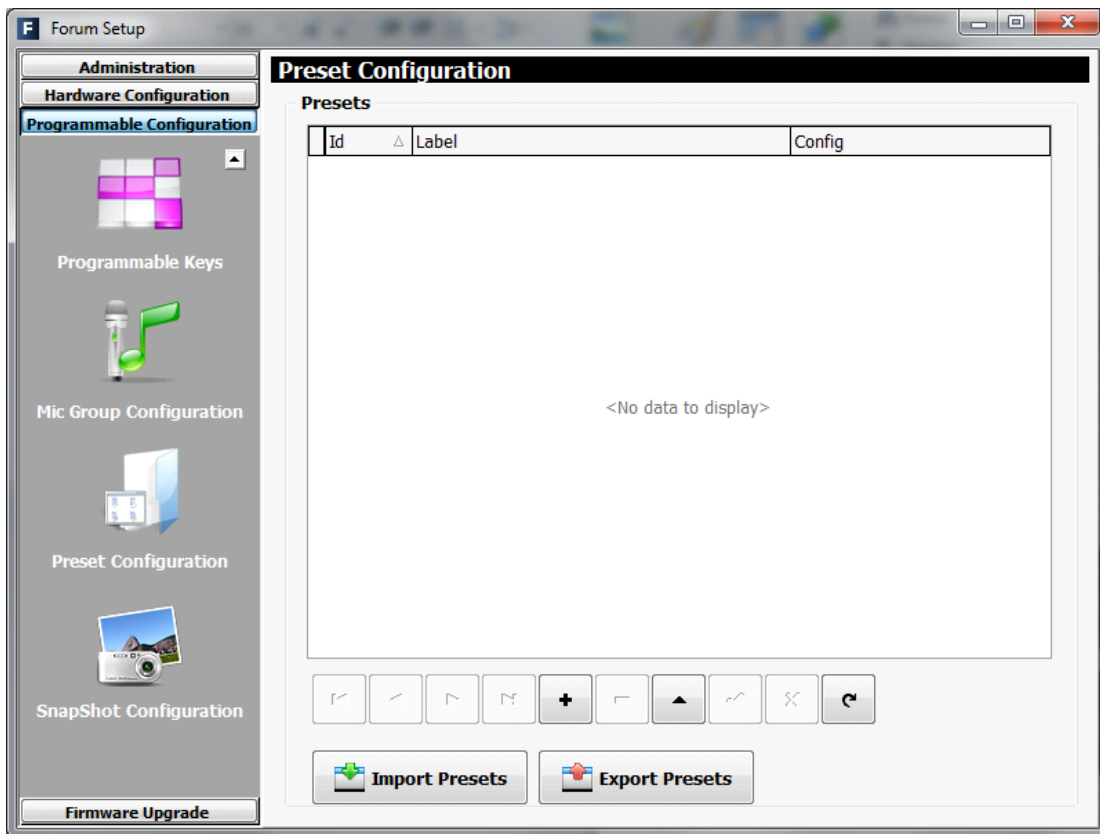 F Forum Setup
Administration
Hardware Configuration
Programmable Configuration
Programmable Keys
Mic Group Configuration
Preset Configuration
SnapShot Configuration
Firmware Upgrade
Preset Configuration
Presets
Id Label Config
<No data to display>
Import Presets Export Presets